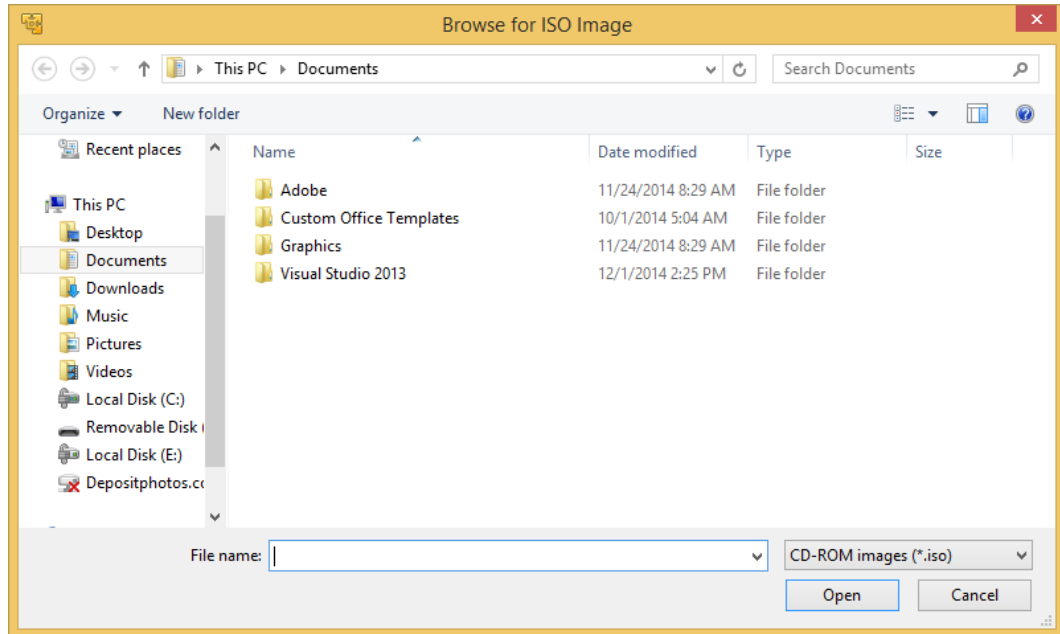 Browse for ISO Image
This PC Documents
Search Documents
Organize
New folder
Recent places
This PC
Desktop
Documents
Downloads
Music
Pictures
Videos
Local Disk (C:)
Removable Disk
Local Disk (E:)
Name Date modified Type Size
Adobe 11/24/2014 8:29 AM File folder
Custom Office Templates 10/1/2014 5:04 AM File folder
Graphics 11/24/2014 8:29 AM File folder
Visual Studio 2013 12/1/2014 2:25 PM File folder
File name:
CD-ROM images (*.iso)
Open
Cancel